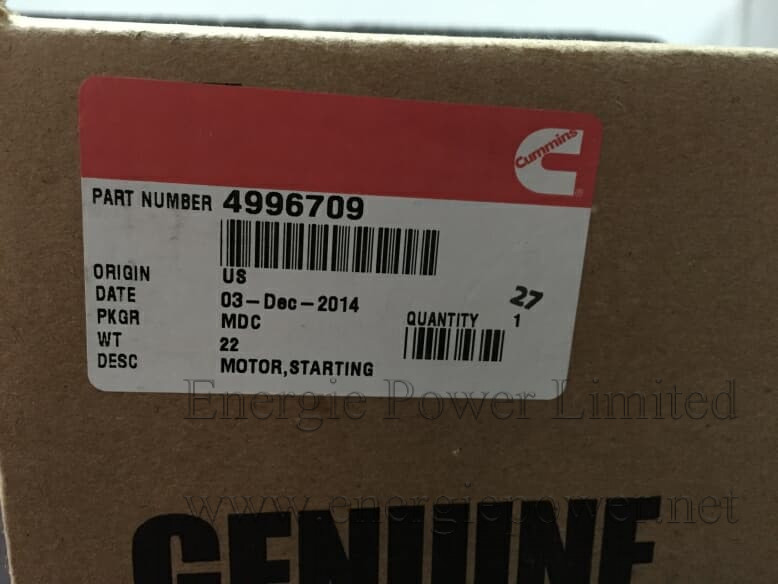 Cummins
PART NUMBER 4996709
ORIGIN US
DATE 03-Dec-2014
PKGR MDC
WT 22
DESC MOTOR,STARTING
27
QUANTITY 1
Energie Power Limited
www.energiepower.net
GENUINE